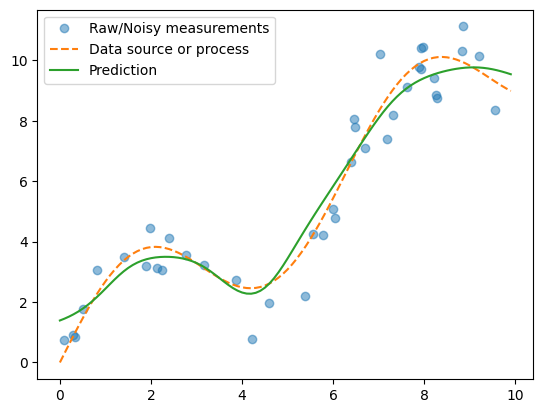 Raw/Noisy measurements
Data source or process
Prediction
10
8
6
4
2
0
0 2 4 6 8 10